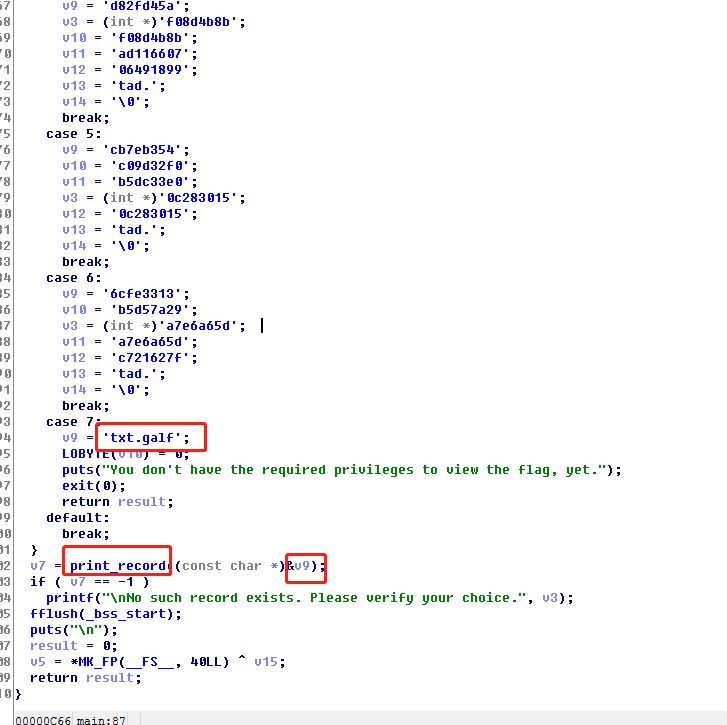 67 v9 = 'd82fd45a';
68 v3 = (int *)'f08d4b8b';
69 v10 = 'f08d4b8b';
70 v11 = 'ad116607';
71 v12 = '06491899';
72 v13 = 'tad.';
73 v14 = '\0';
74 break;
75 case 5:
76 v9 = 'cb7eb354';
77 v10 = 'c09d32f0';
78 v11 = 'b5dc33e0';
79 v3 = (int *)'0c283015';
80 v12 = '0c283015';
81 v13 = 'tad.';
82 v14 = '\0';
83 break;
84 case 6:
85 v9 = '6cfe3313';
86 v10 = 'b5d57a29';
87 v3 = (int *)'a7e6a65d';
88 v11 = 'a7e6a65d';
89 v12 = 'c721627f';
90 v13 = 'tad.';
91 v14 = '\0';
92 break;
93 case 7:
94 v9 = 'txt.galf';
95 LOBYTE(v10) = 0;
96 puts("You don't have the required privileges to view the flag, yet.");
97 exit(0);
98 return result;
99 default:
00 break;
01 }
02 v7 = print_record((const char *)&v9);
03 if ( v7 == -1 )
04 printf("\nNo such record exists. Please verify your choice.", v3);
05 fflush(_bss_start);
06 puts("\n");
07 result = 0;
08 v5 = *MK_FP(__FS__, 40LL) ^ v15;
09 return result;
10 }
00000C66 main:87